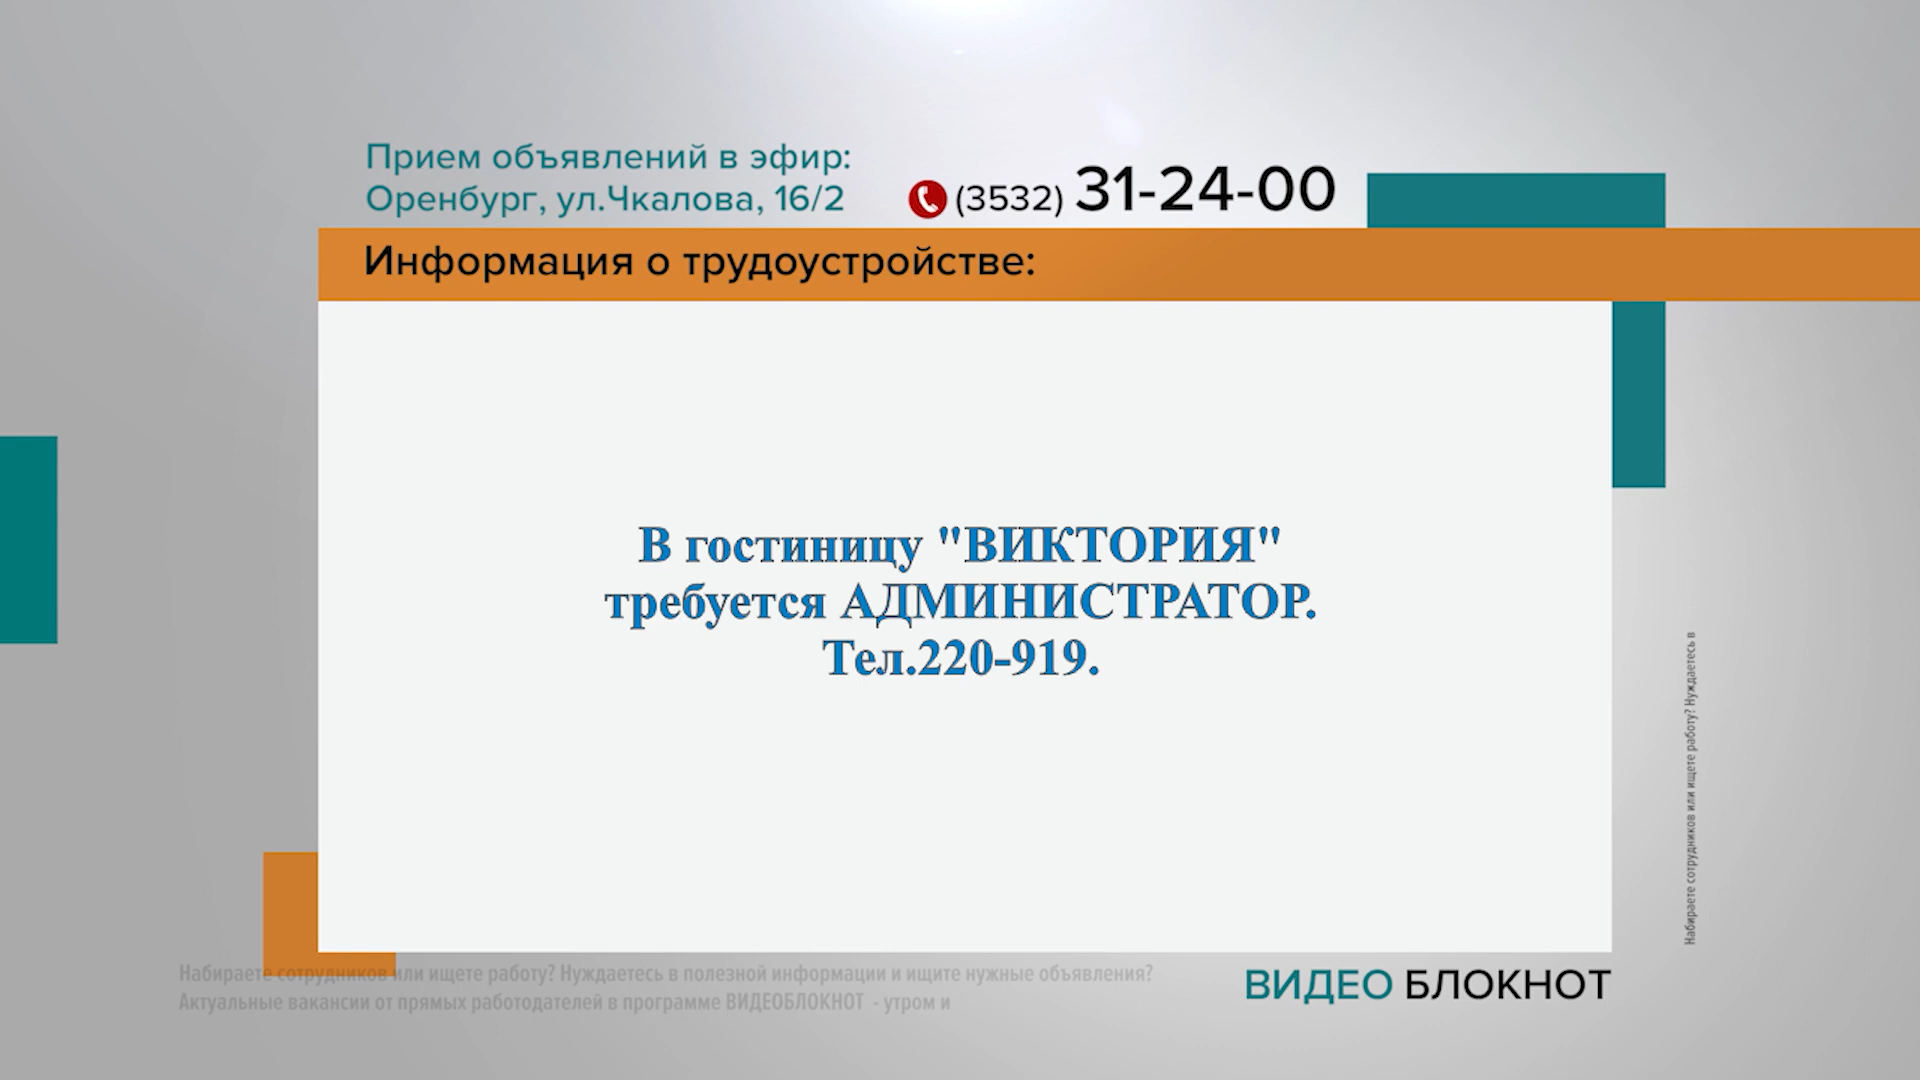 Прием объявлений в эфир:
Оренбург, ул.Чкалова, 16/2
(3532) 31-24-00
Информация о трудоустройстве:
В гостиницу "ВИКТОРИЯ"
требуется АДМИНИСТРАТОР.
Тел.220-919.
Набираете сотрудников или ищете работу? Нуждаетесь в
Набираете сотрудников или ищете работу? Нуждаетесь в полезной информации и ищите нужные объявления?
Актуальные вакансии от прямых работодателей в программе ВИДЕОБЛОКНОТ - утром и
ВИДЕО БЛОКНОТ